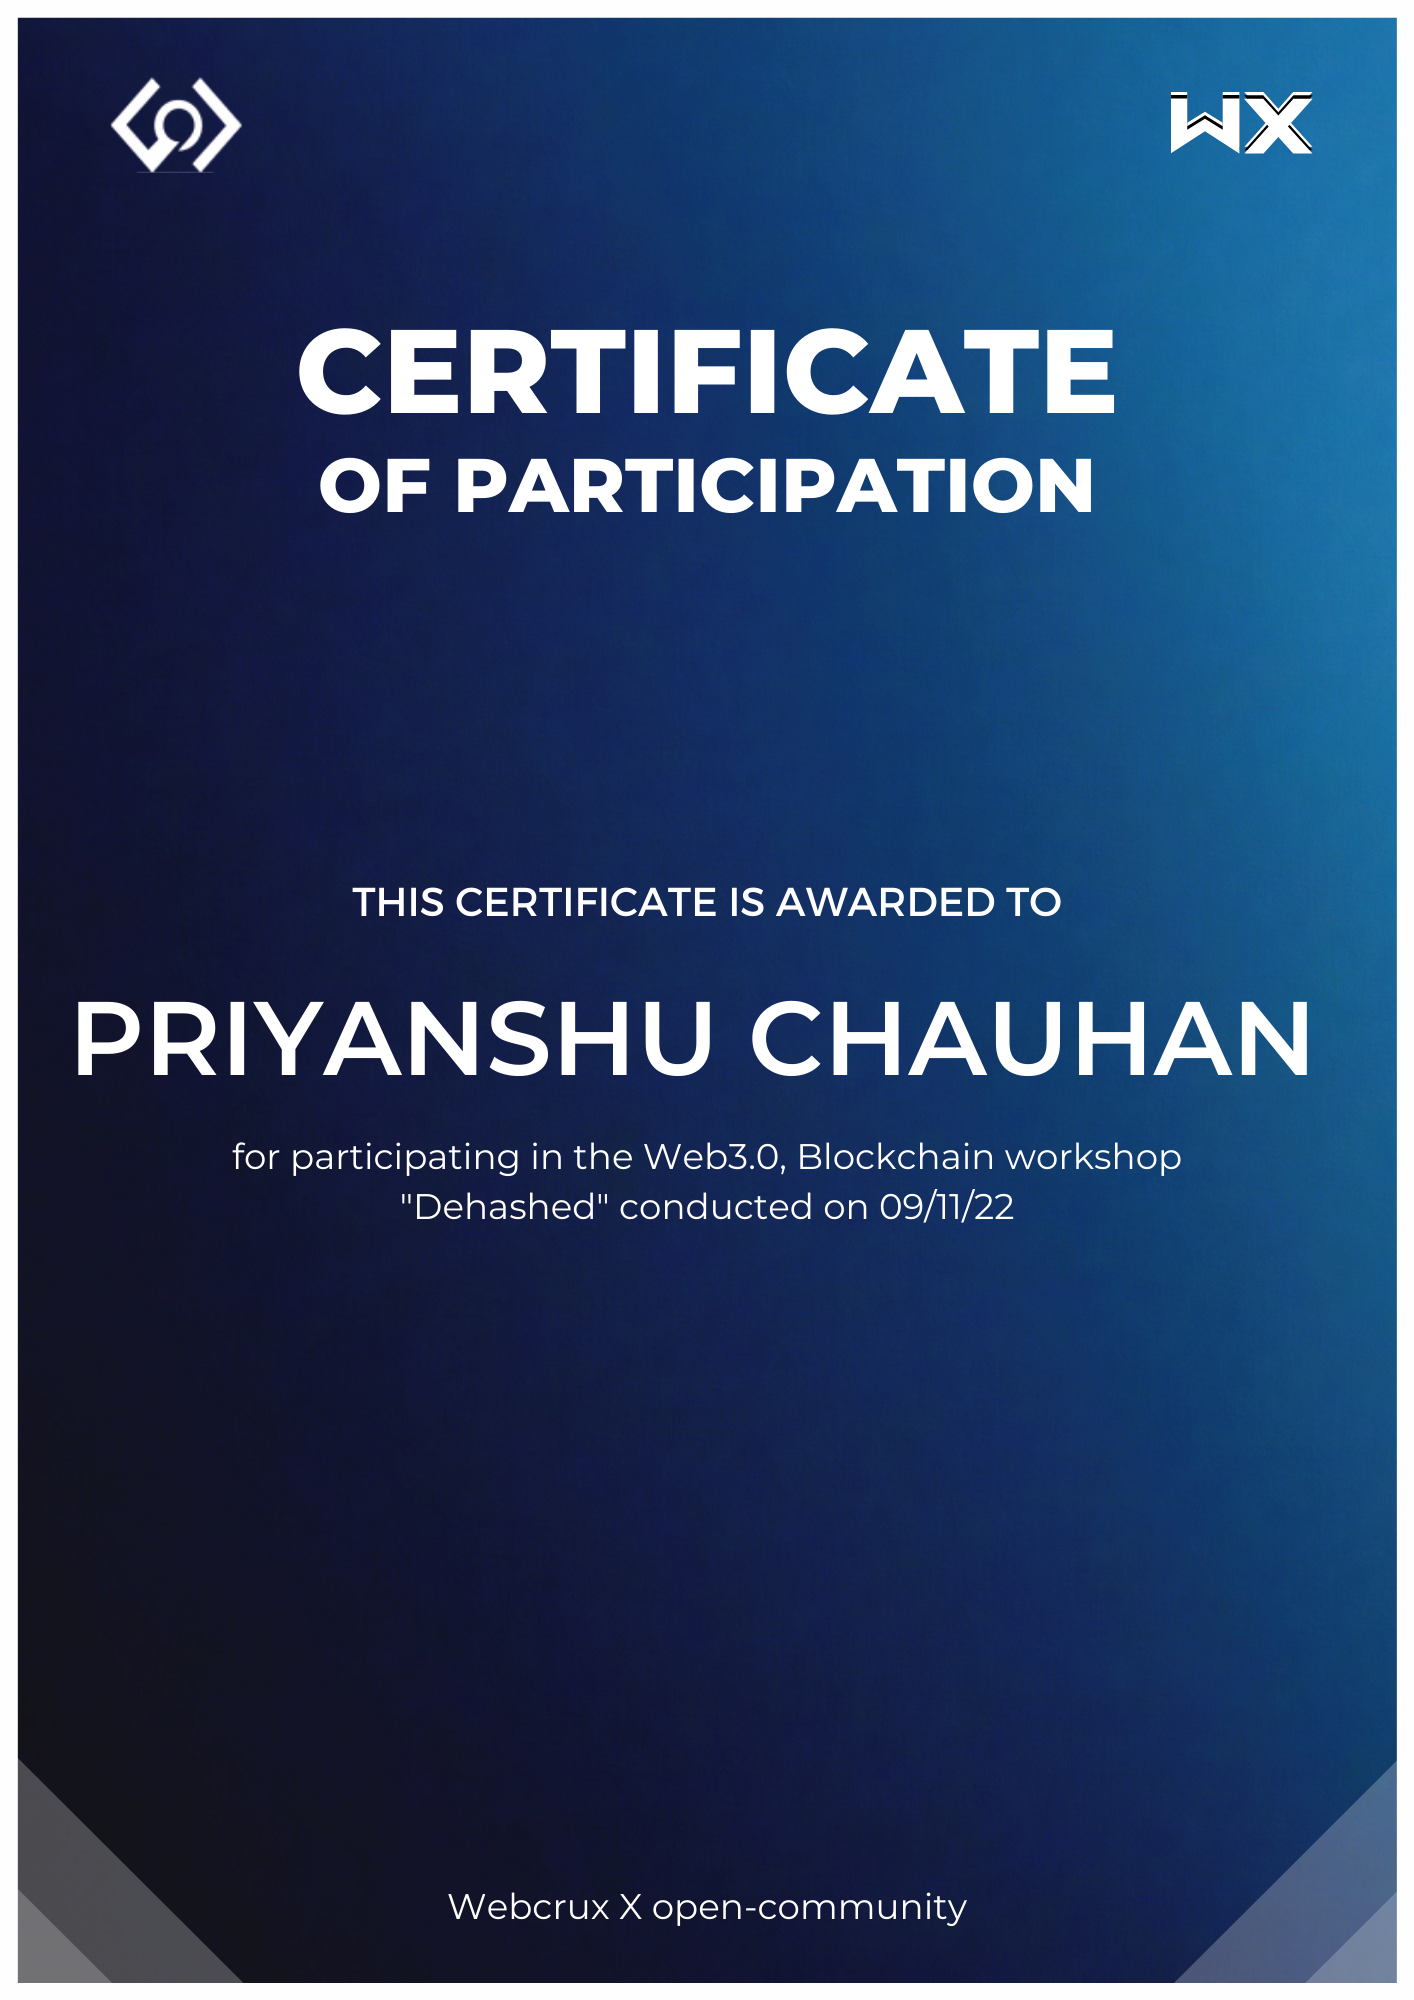 WX
CERTIFICATE
OF PARTICIPATION
THIS CERTIFICATE IS AWARDED TO
PRIYANSHU CHAUHAN
for participating in the Web3.0, Blockchain workshop
"Dehashed" conducted on 09/11/22
Webcrux X open-community